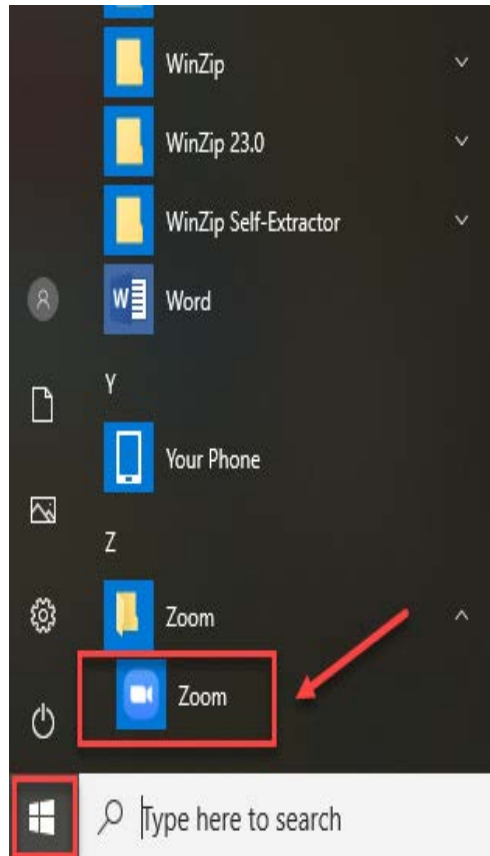 WinZip
WinZip 23.0
WinZip Self-Extractor
Word
Y
Your Phone
Z
Zoom
Zoom
Type here to search